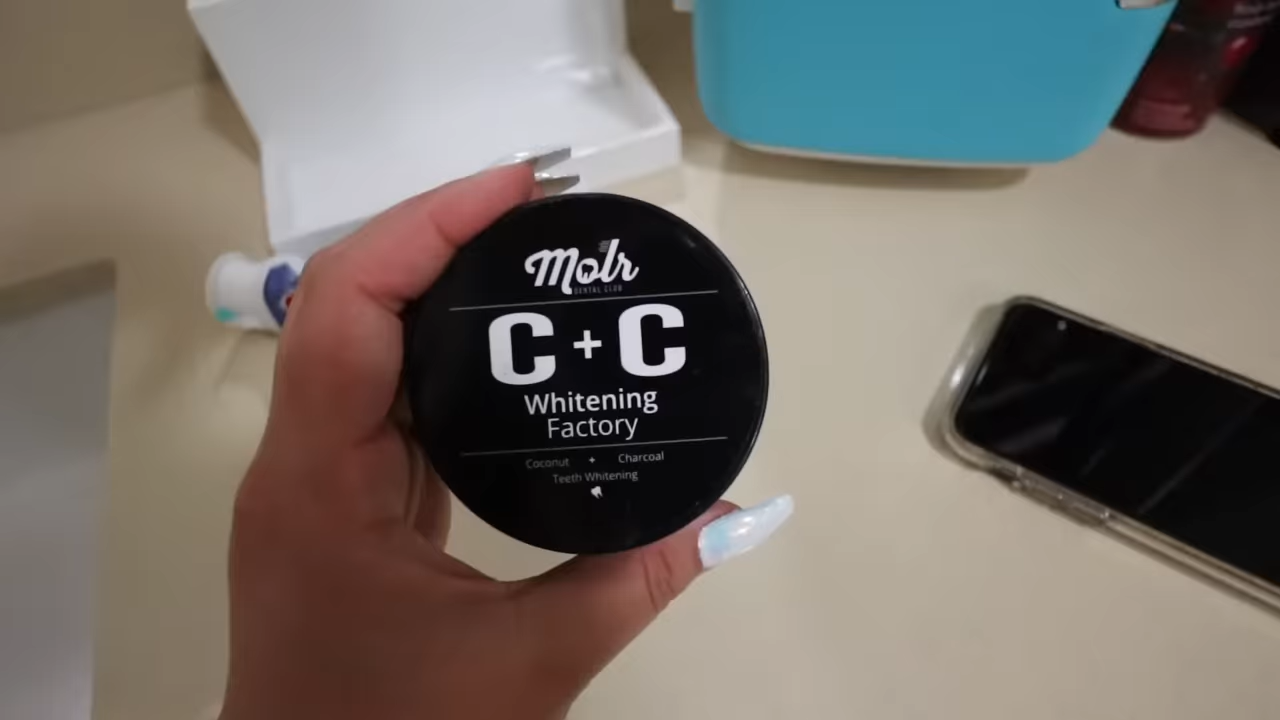 Molr
DENTAL CLUB
C + C
Whitening
Factory
Coconut + Charcoal
Teeth Whitening